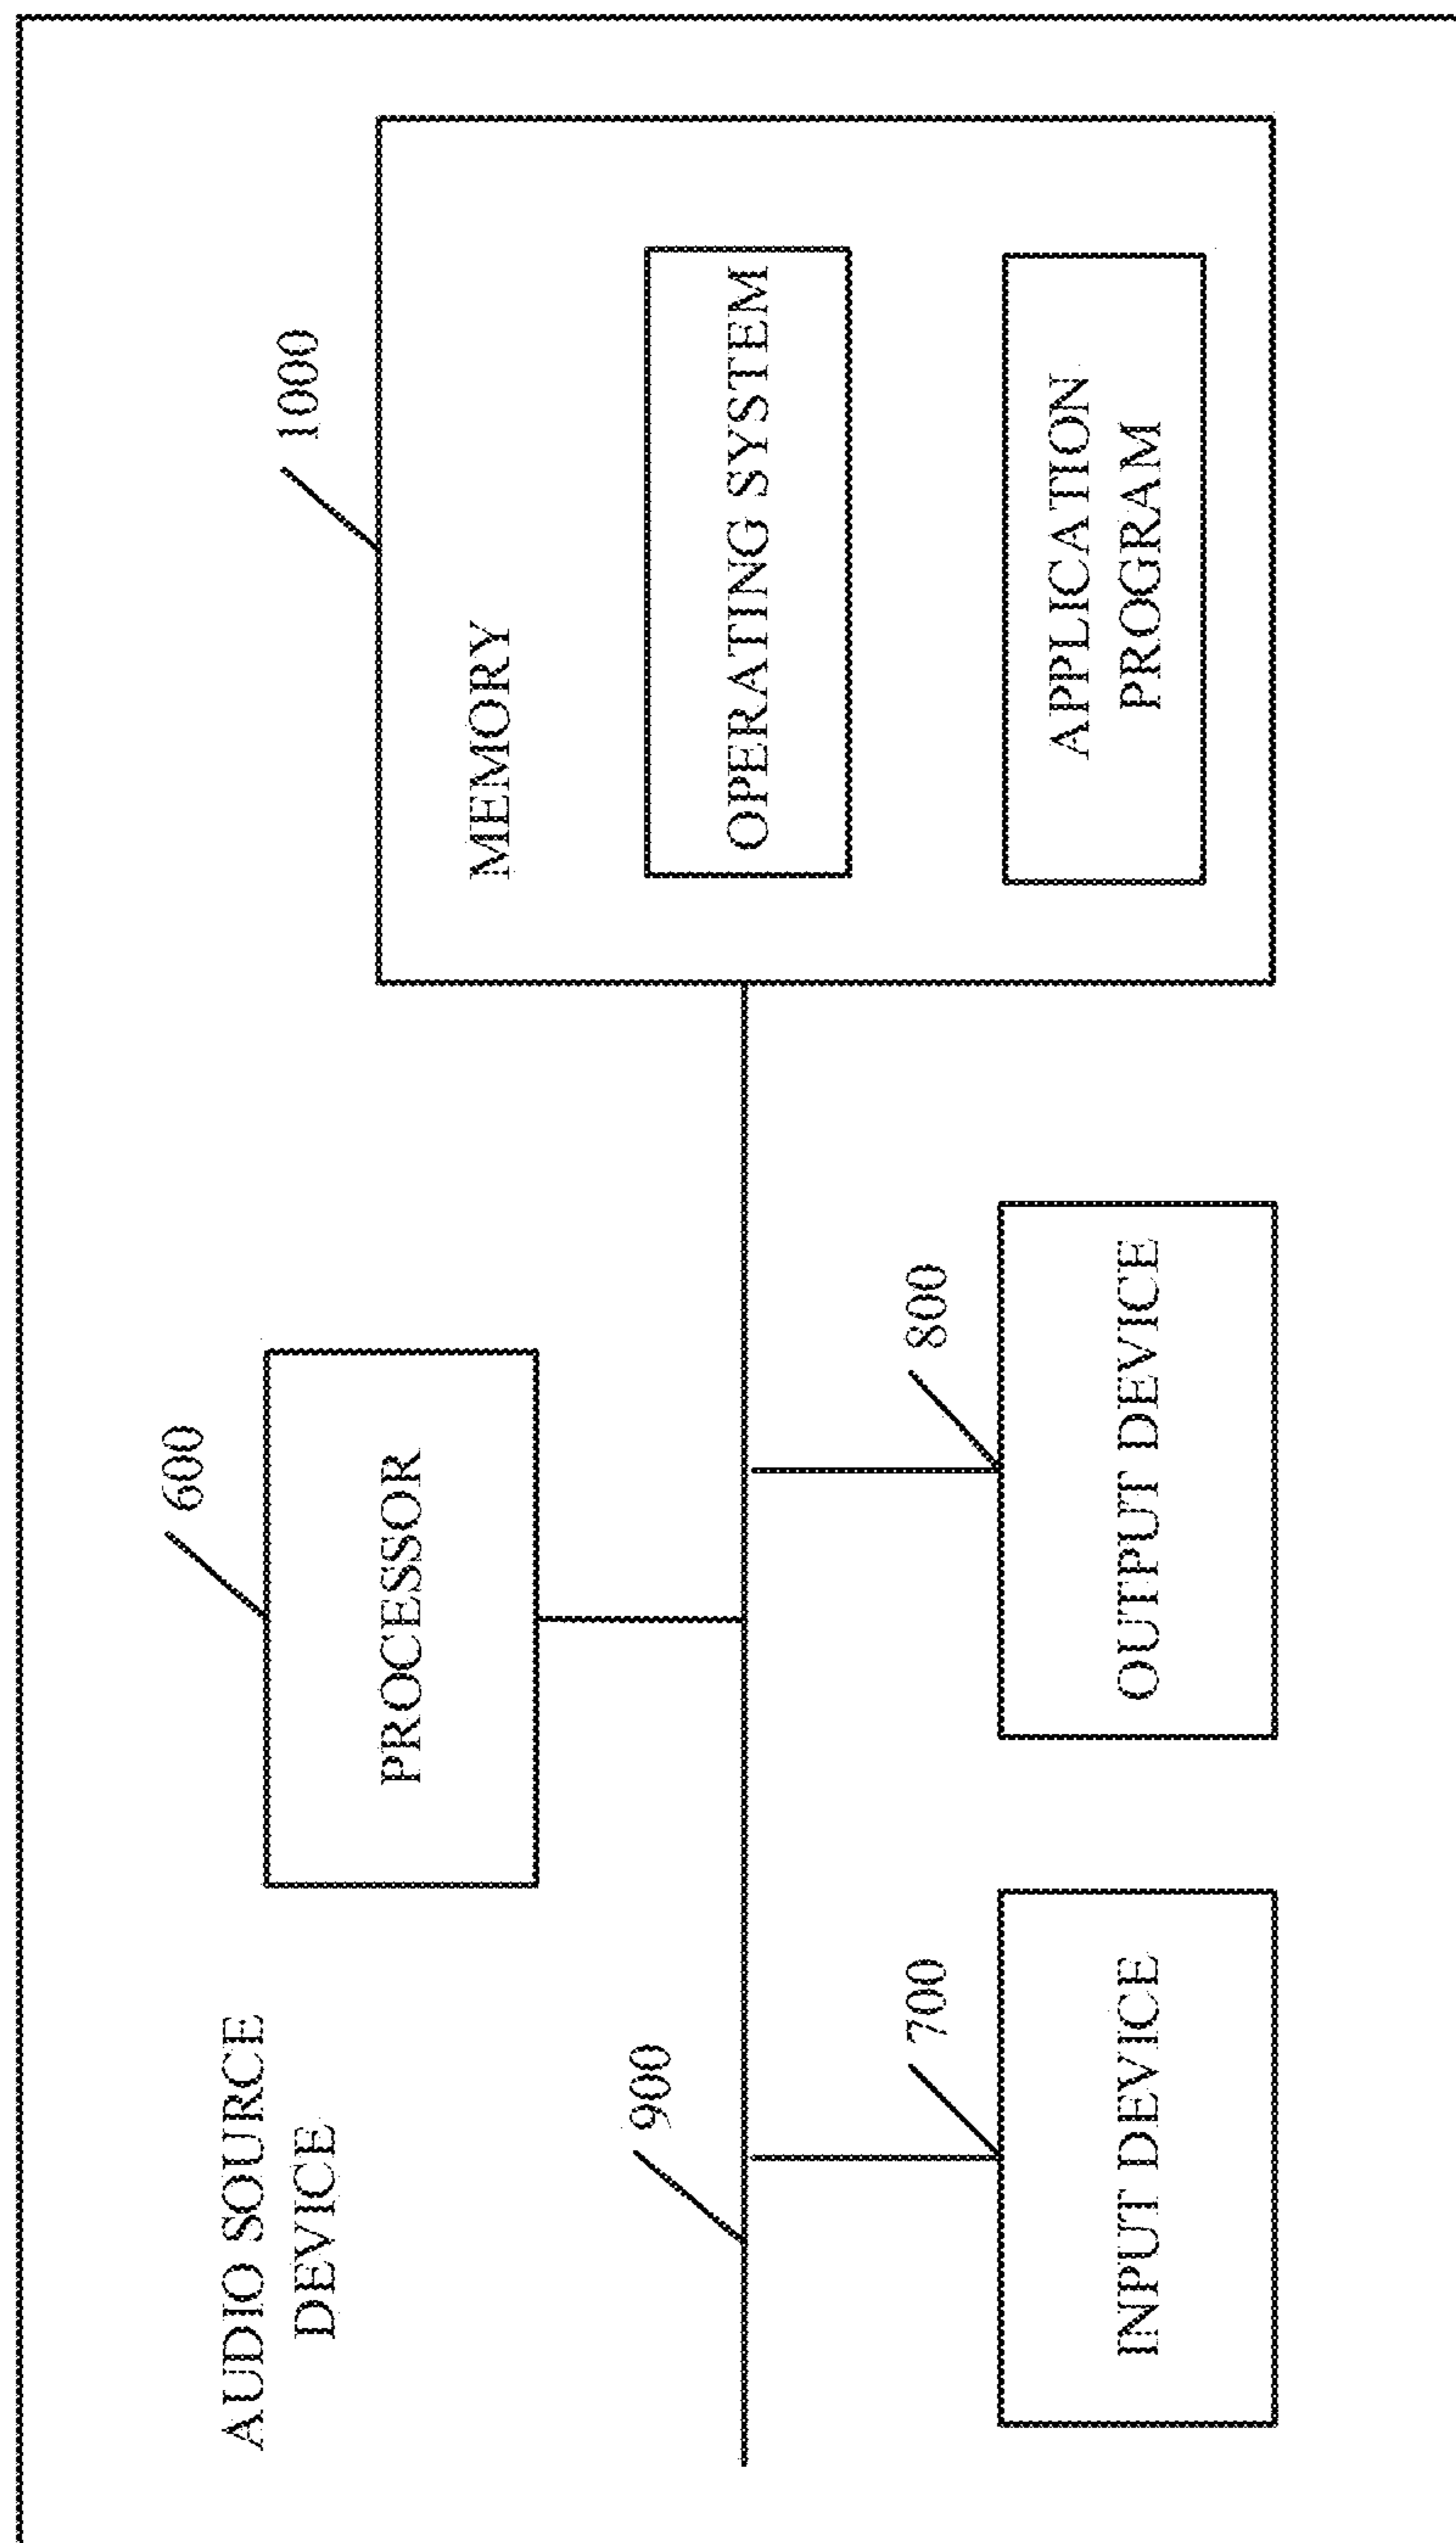 AUDIO SOURCE
DEVICE
600
PROCESSOR
1000
MEMORY
OPERATING SYSTEM
APPLICATION
PROGRAM
900
700
INPUT DEVICE
800
OUTPUT DEVICE